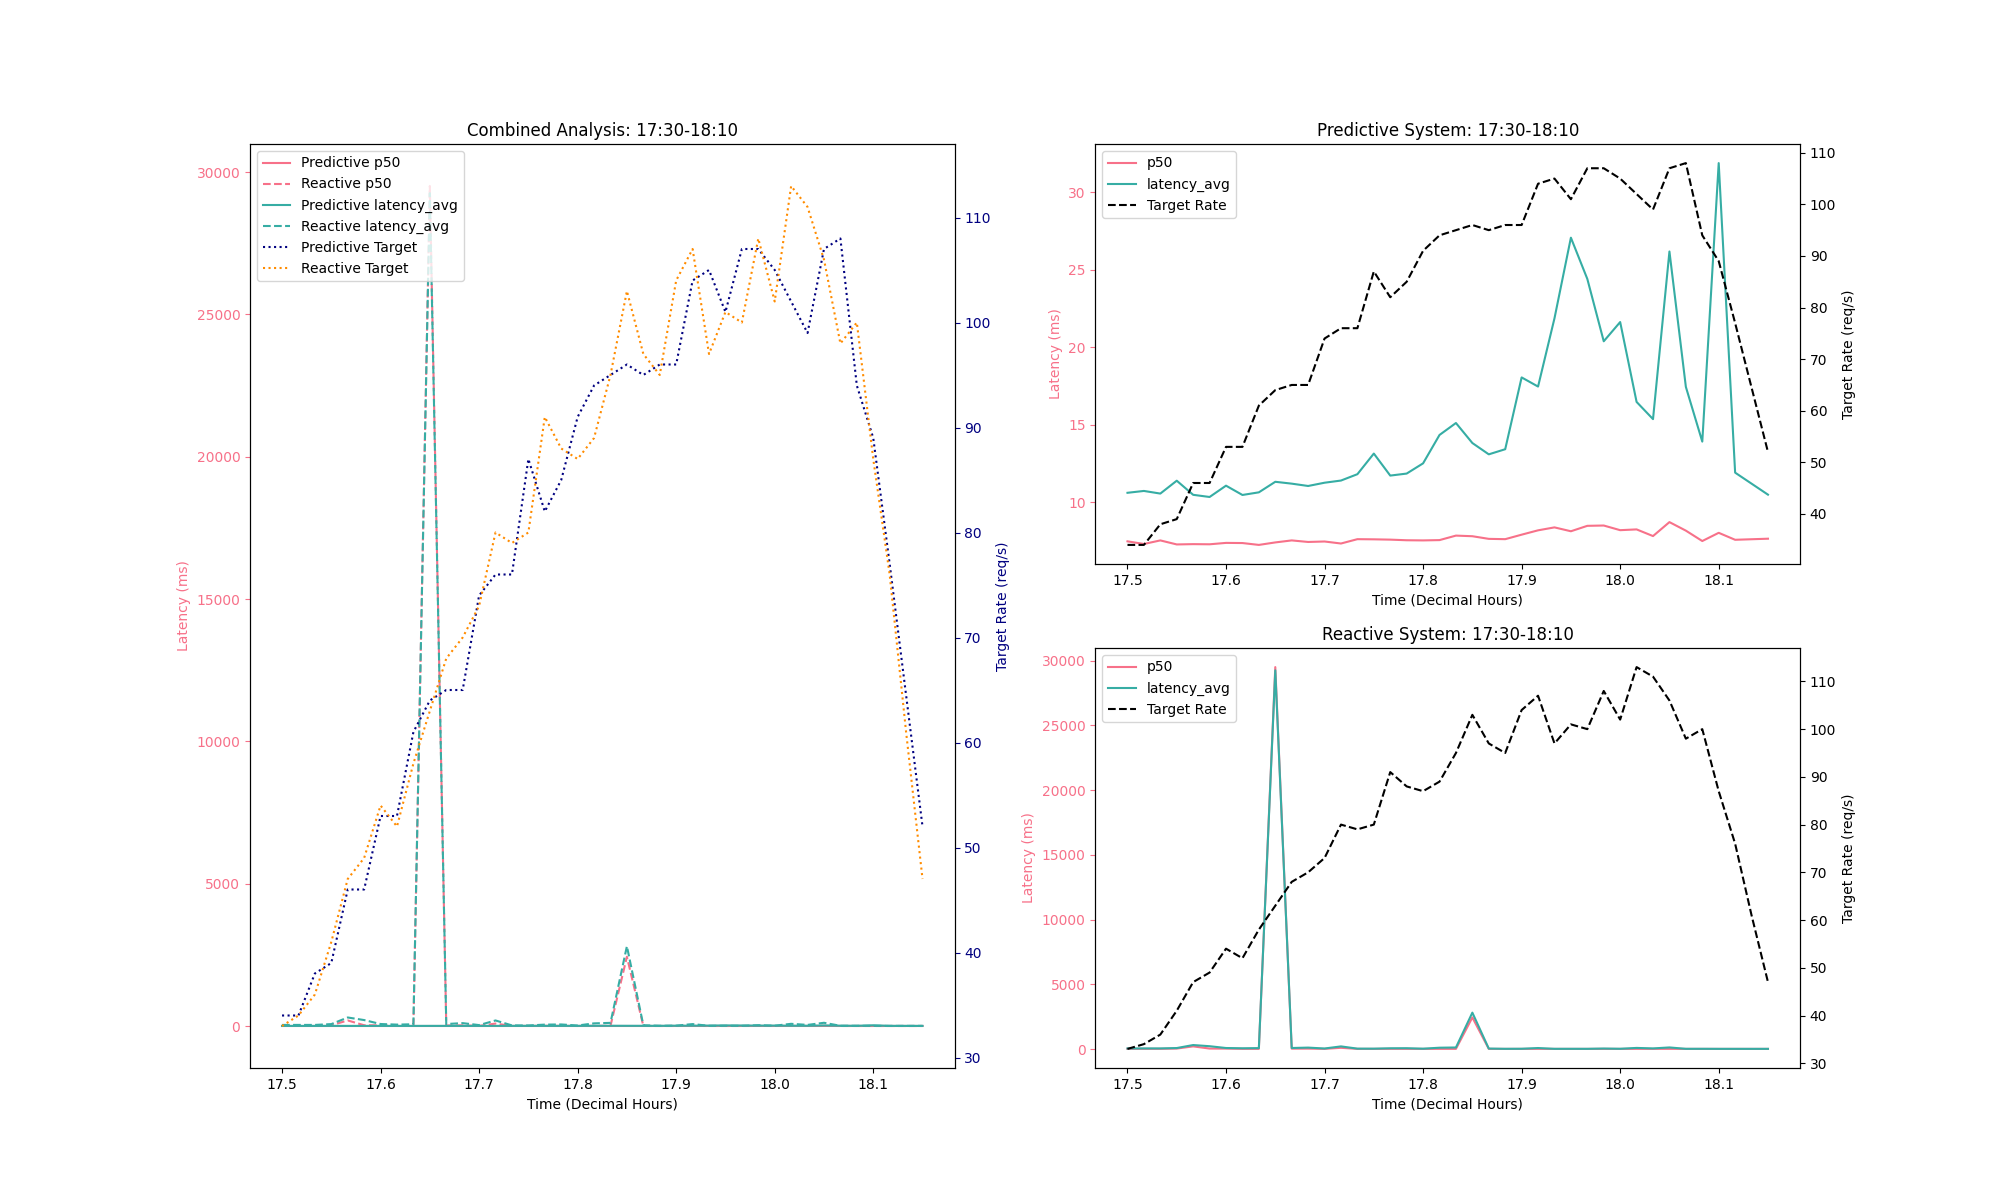 Combined Analysis: 17:30-18:10
Predictive p50
Reactive p50
Predictive latency_avg
Reactive latency_avg
Predictive Target
Reactive Target
30000
25000
20000
15000
10000
5000
0
Latency (ms)
110
100
90
80
70
60
50
40
30
Target Rate (req/s)
17.5 17.6 17.7 17.8 17.9 18.0 18.1
Time (Decimal Hours)
Predictive System: 17:30-18:10
p50
latency_avg
Target Rate
30
25
20
15
10
Latency (ms)
110
100
90
80
70
60
50
40
Target Rate (req/s)
17.5 17.6 17.7 17.8 17.9 18.0 18.1
Time (Decimal Hours)
Reactive System: 17:30-18:10
p50
latency_avg
Target Rate
30000
25000
20000
15000
10000
5000
0
Latency (ms)
110
100
90
80
70
60
50
40
30
Target Rate (req/s)
17.5 17.6 17.7 17.8 17.9 18.0 18.1
Time (Decimal Hours)